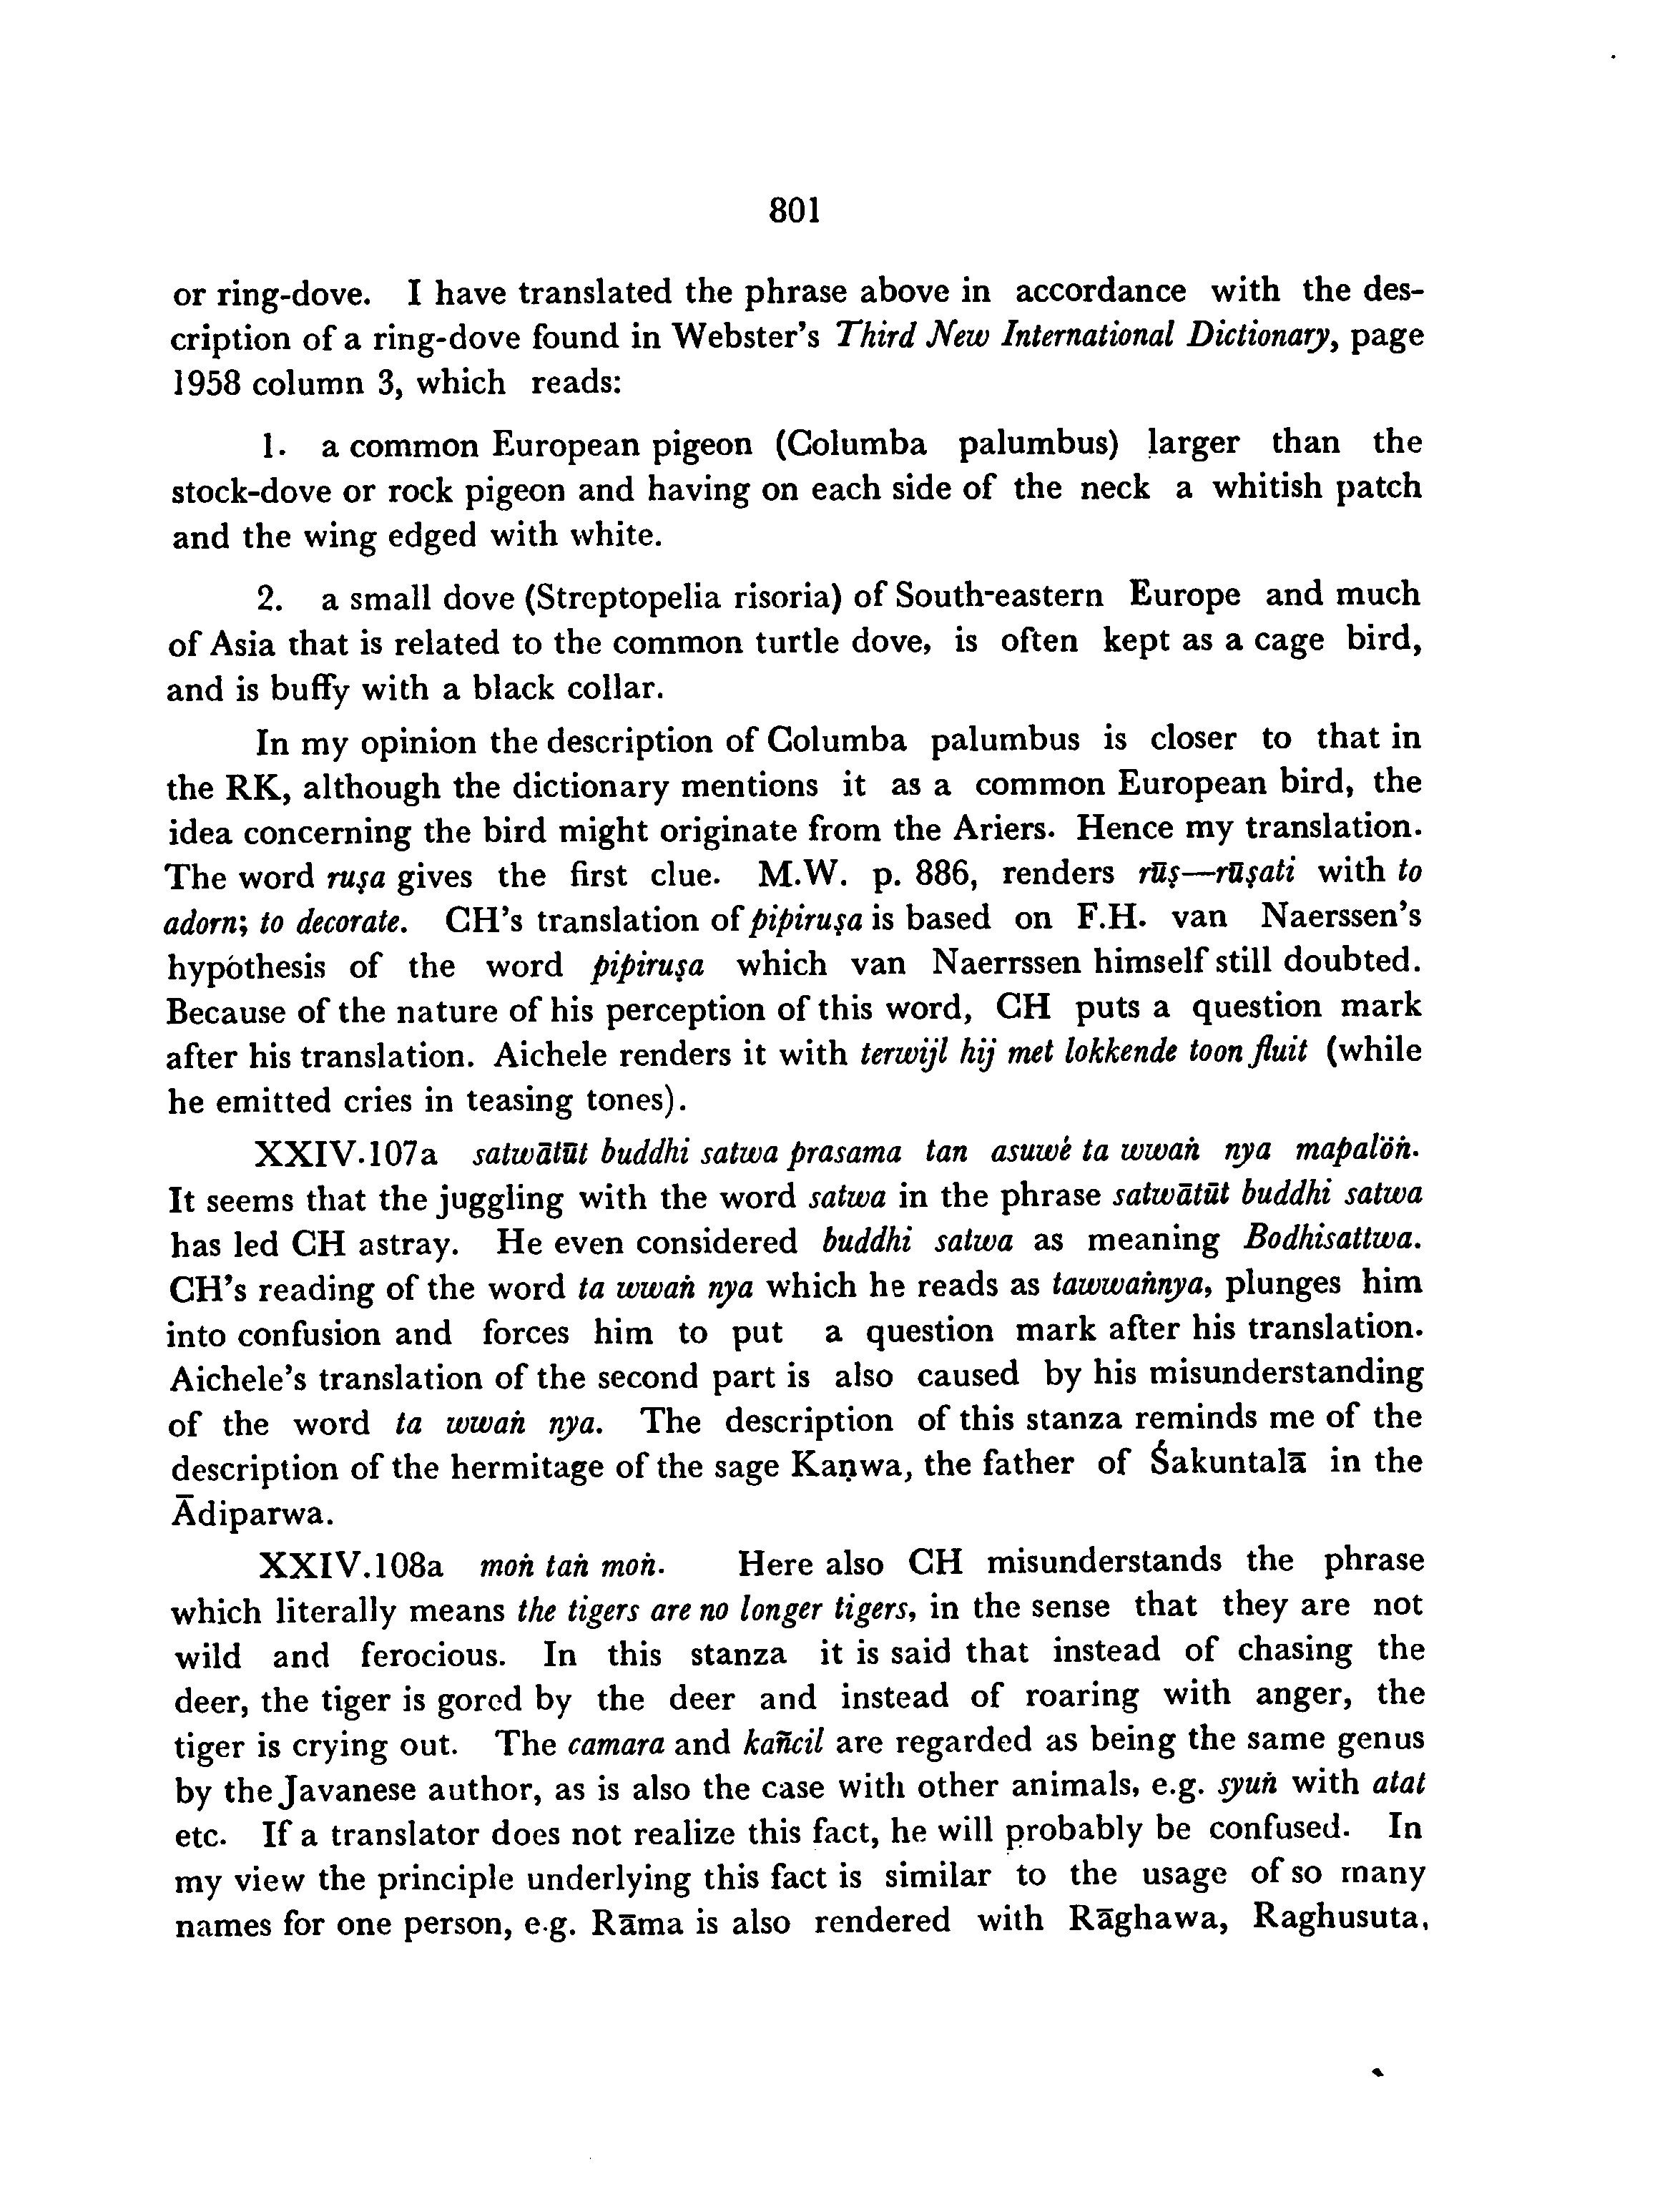 801
or ring-dove. I have translated the phrase above in accordance with the des-
cription of a ring-dove found in Webster's Third New International Dictionary, page
1958 column 3, which reads:
1. a common European pigeon (Columba palumbus) larger than the
stock-dove or rock pigeon and having on each side of the neck a whitish patch
and the wing edged with white.
2. a small dove (Streptopelia risoria) of South-eastern Europe and much
of Asia that is related to the common turtle dove, is often kept as a cage bird,
and is buffy with a black collar.
In my opinion the description of Columba palumbus is closer to that in
the RK, although the dictionary mentions it as a common European bird, the
idea concerning the bird might originate from the Ariers. Hence my translation.
The word ruṣa gives the first clue. M.W. p. 886, renders rūṣ—rūṣati with to
adorn; to decorate. CH's translation of pipiruṣa is based on F.H. van Naerssen's
hypothesis of the word pipiruṣa which van Naerrssen himself still doubted.
Because of the nature of his perception of this word, CH puts a question mark
after his translation. Aichele renders it with terwijl hij met lokkende toon fluit (while
he emitted cries in teasing tones).
XXIV.107a satwātūt buddhi satwa prasama tan asuwé ta wwaṅ nya mapalöṅ.
It seems that the juggling with the word satwa in the phrase satwātūt buddhi satwa
has led CH astray. He even considered buddhi satwa as meaning Bodhisattwa.
CH's reading of the word ta wwaṅ nya which he reads as tawwaṅnya, plunges him
into confusion and forces him to put a question mark after his translation.
Aichele's translation of the second part is also caused by his misunderstanding
of the word ta wwaṅ nya. The description of this stanza reminds me of the
description of the hermitage of the sage Kaṇwa, the father of Śakuntalā in the
Ādiparwa.
XXIV.108a moṅ taṅ moṅ. Here also CH misunderstands the phrase
which literally means the tigers are no longer tigers, in the sense that they are not
wild and ferocious. In this stanza it is said that instead of chasing the
deer, the tiger is gored by the deer and instead of roaring with anger, the
tiger is crying out. The camara and kañcil are regarded as being the same genus
by the Javanese author, as is also the case with other animals, e.g. syuṅ with atat
etc. If a translator does not realize this fact, he will probably be confused. In
my view the principle underlying this fact is similar to the usage of so many
names for one person, e.g. Rāma is also rendered with Rāghawa, Raghusuta,